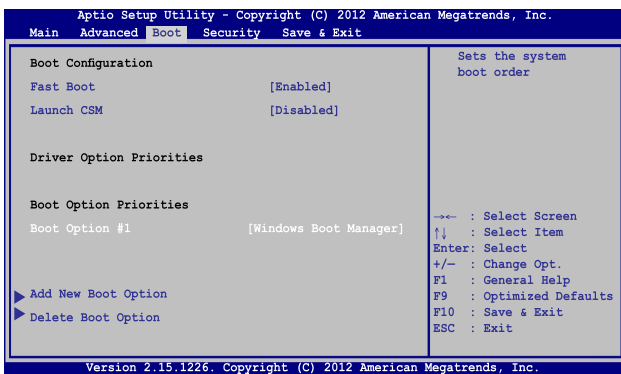 Aptio Setup Utility - Copyright (C) 2012 American Megatrends, Inc.
Main Advanced Boot Security Save & Exit
Boot Configuration
Fast Boot [Enabled]
Launch CSM [Disabled]
Driver Option Priorities
Boot Option Priorities
Boot Option #1 [Windows Boot Manager]
Add New Boot Option
Delete Boot Option
Sets the system
boot order
→← : Select Screen
↑↓ : Select Item
Enter: Select
+/— : Change Opt.
F1 : General Help
F9 : Optimized Defaults
F10 : Save & Exit
ESC : Exit
Version 2.15.1226. Copyright (C) 2012 American Megatrends, Inc.